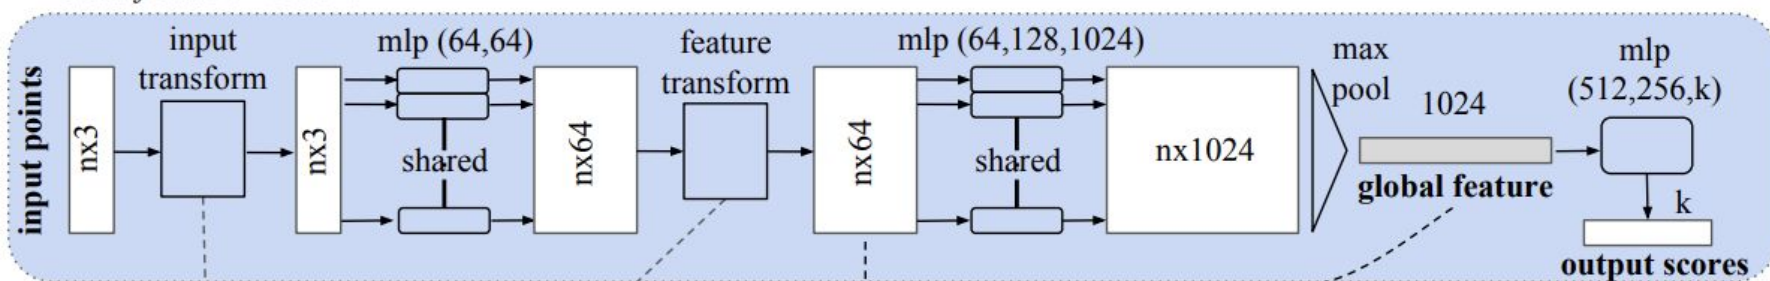 input points
nx3
input
transform
nx3
mlp (64,64)
shared
nx64
feature
transform
nx64
mlp (64,128,1024)
shared
nx1024
max
pool
1024
global feature
mlp
(512,256,k)
k
output scores